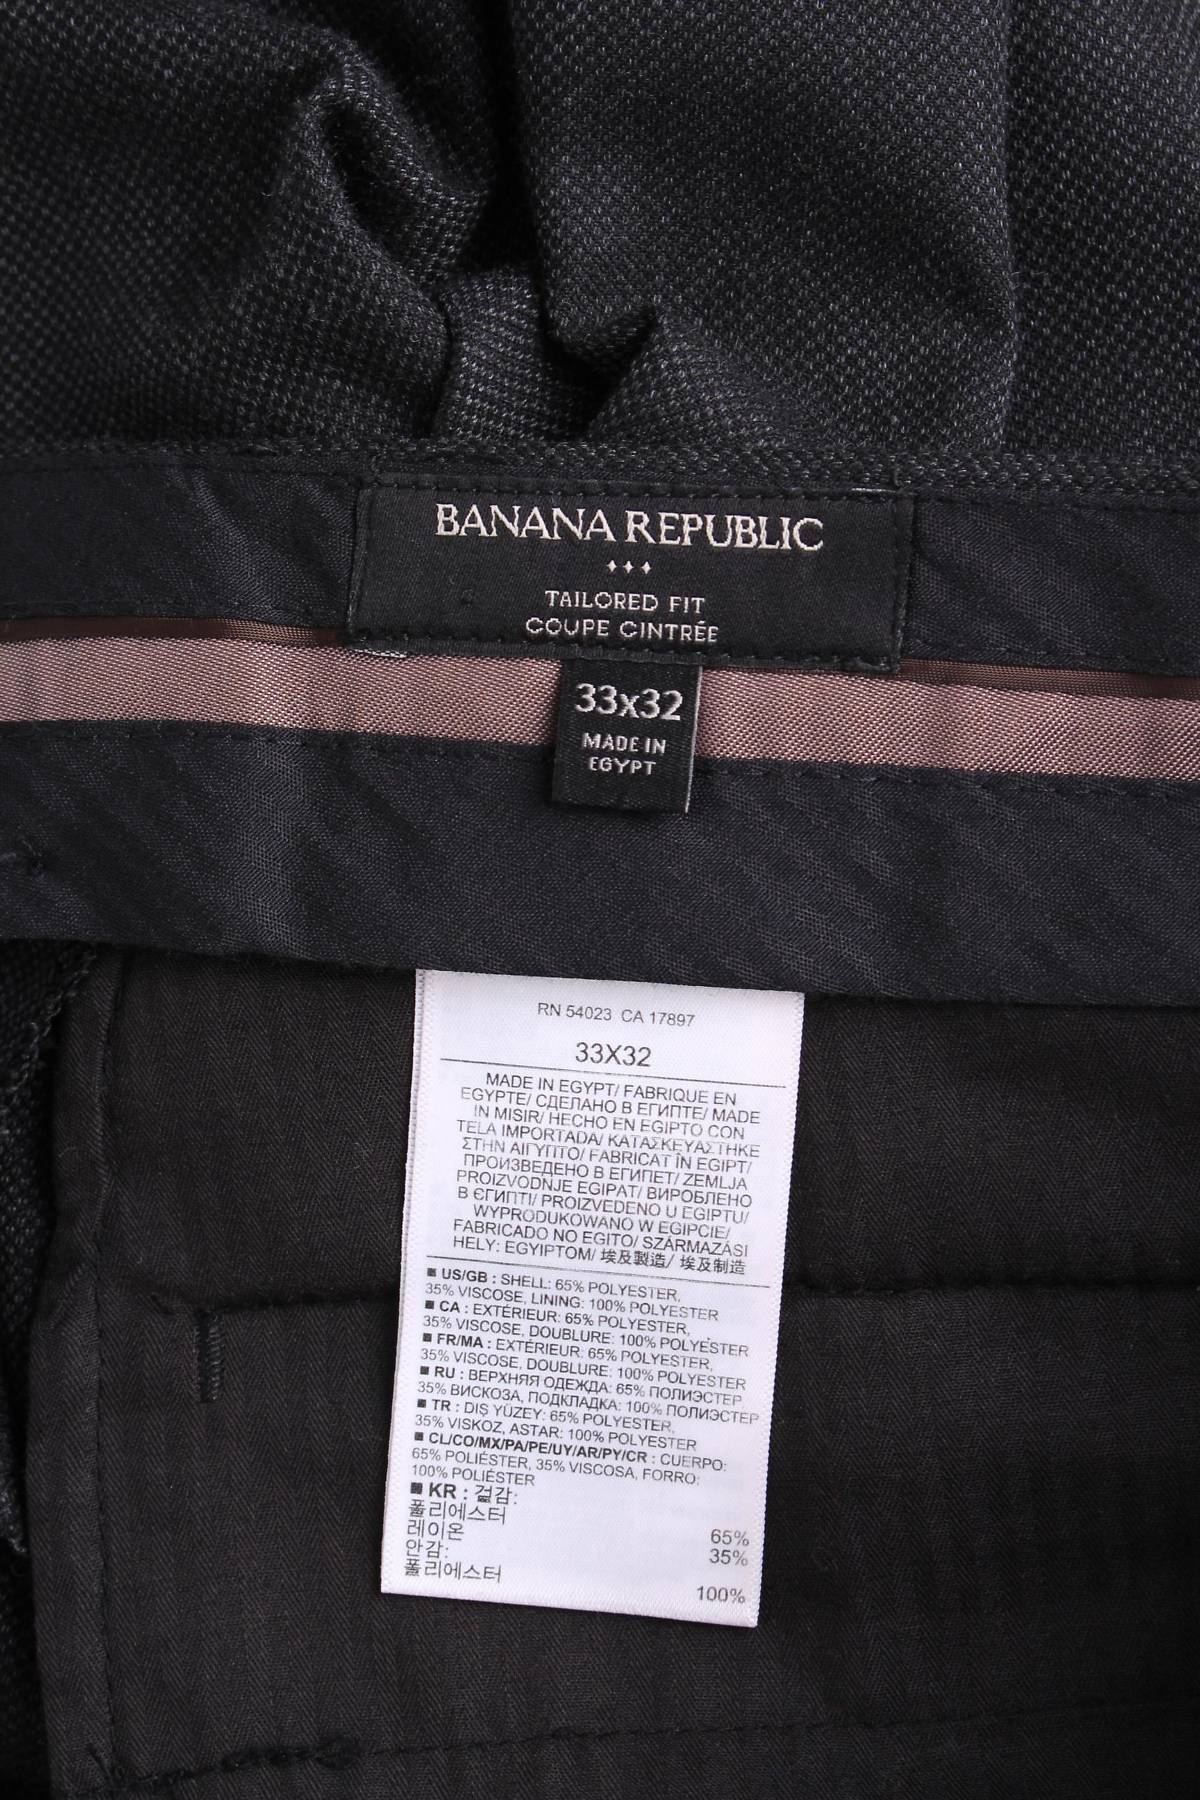 BANANA REPUBLIC
TAILORED FIT
COUPE CINTRÉE
33x32
MADE IN
EGYPT
RN 54023 CA 17897
33X32
MADE IN EGYPT/ FABRIQUE EN
EGYPTE/ СДЕЛАНО В ЕГИПТЕ/ MADE
IN MISIR/ HECHO EN EGIPTO CON
TELA IMPORTADA/ ΚΑΤΑΣΚΕΥΑΣΤΗΚΕ
ΣΤΗΝ ΑΙΓΥΠΤΟ/ FABRICAT ÎN EGIPT/
ПРОИЗВЕДЕНО В ЕГИПЕТ/ ZEMLJA
PROIZVODNJE EGIPAT/ ВИРОБЛЕНО
В ЄГИПТІ/ PROIZVEDENO U EGIPTU/
WYPRODUKOWANO W EGIPCIE/
FABRICADO NO EGITO/ SZÁRMAZÁSI
HELY: EGYIPTOM/ 埃及製造/ 埃及制造
■ US/GB : SHELL: 65% POLYESTER,
35% VISCOSE, LINING: 100% POLYESTER
■ CA : EXTÉRIEUR: 65% POLYESTER,
35% VISCOSE, DOUBLURE: 100% POLYESTER
■ FR/MA : EXTÉRIEUR: 65% POLYESTER,
35% VISCOSE, DOUBLURE: 100% POLYESTER
■ RU : ВЕРХНЯЯ ОДЕЖДА: 65% ПОЛИЭСТЕР
35% ВИСКОЗА, ПОДКЛАДКА: 100% ПОЛИЭСТЕР
■ TR : DIŞ YÜZEY: 65% POLYESTER,
35% VISKOZ, ASTAR: 100% POLYESTER
■ CL/CO/MX/PA/PE/UY/AR/PY/CR : CUERPO:
65% POLIÉSTER, 35% VISCOSA, FORRO:
100% POLIÉSTER
■ KR : 겉감:
폴리에스터 65%
레이온 35%
안감:
폴리에스터 100%